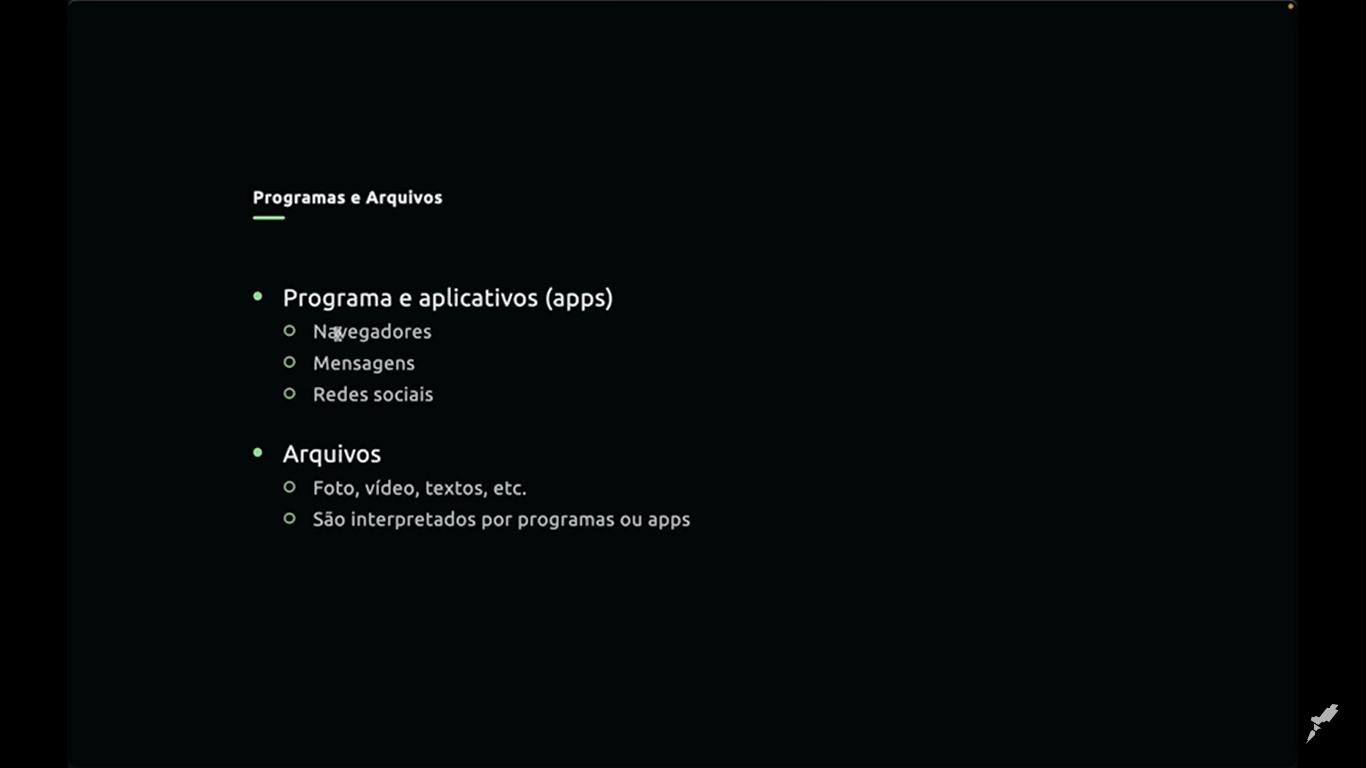 Programas e Arquivos
Programa e aplicativos (apps)
Navegadores
Mensagens
Redes sociais
Arquivos
Foto, vídeo, textos, etc.
São interpretados por programas ou apps